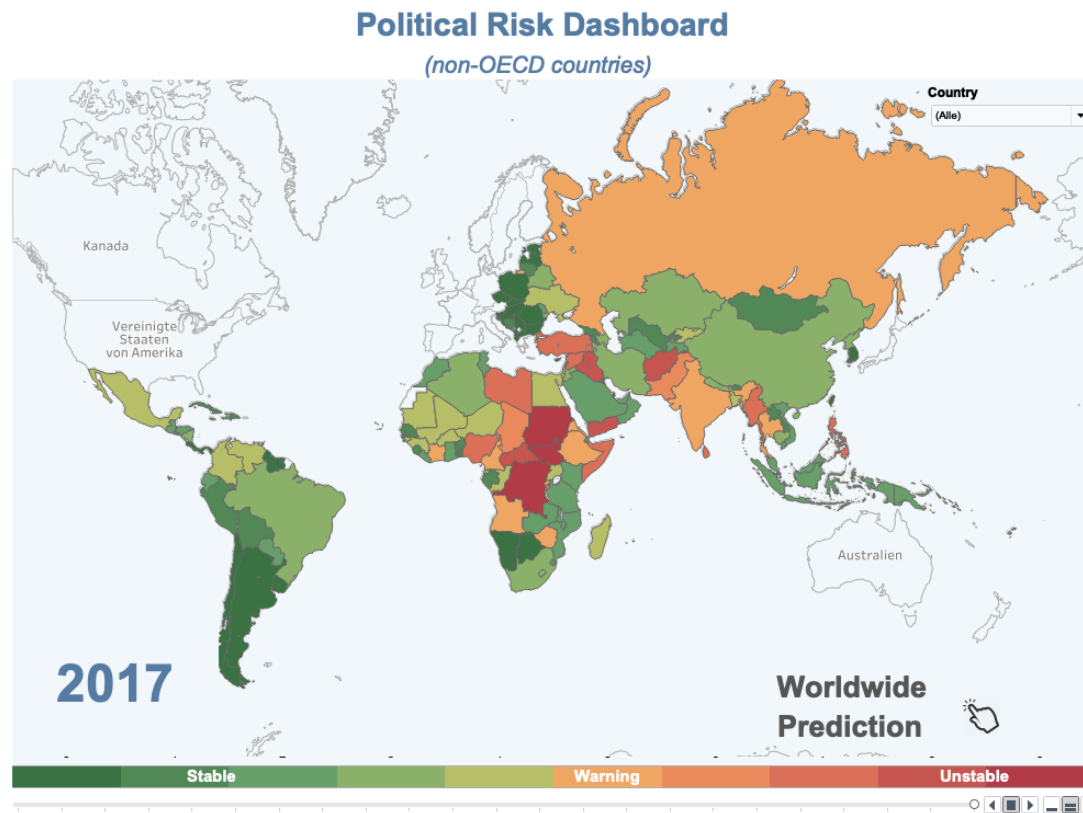 Political Risk Dashboard
(non-OECD countries)
Country
(Alle)
Kanada
Vereinigte
Staaten
von Amerika
Australien
2017
Worldwide
Prediction
Stable
Warning
Unstable